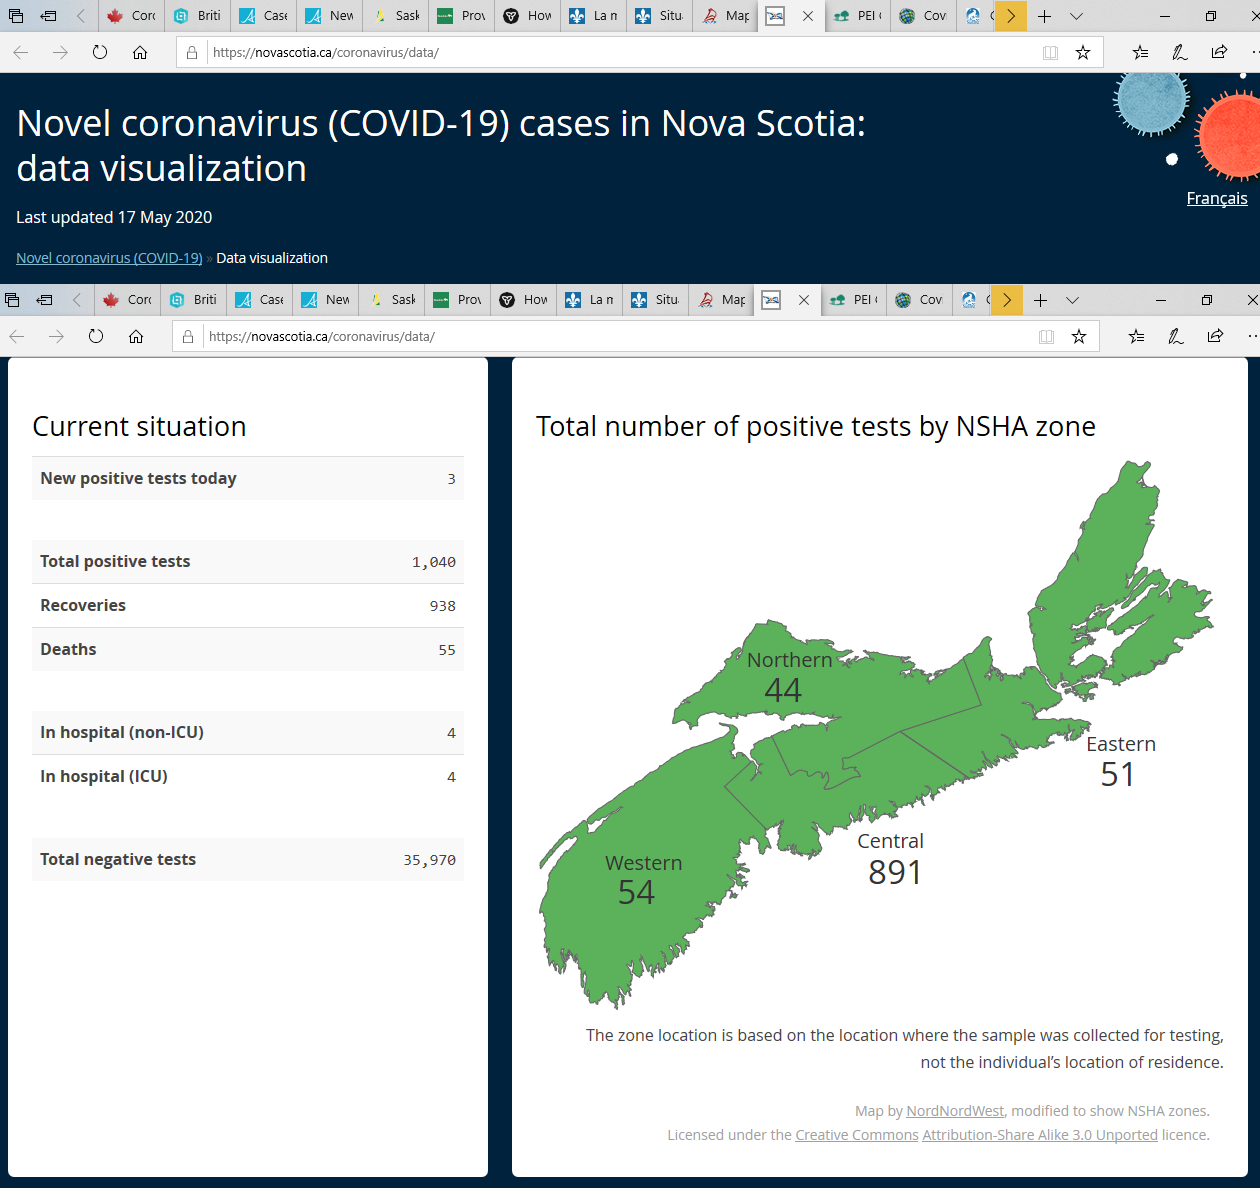 Corc
Briti
Case
New
Sask
Prov
How
La n
Situ
Map
PEI (
Cov
https://novascotia.ca/coronavirus/data/
Novel coronavirus (COVID-19) cases in Nova Scotia:
data visualization
Français
Last updated 17 May 2020
Novel coronavirus (COVID-19) » Data visualization
Corc
Briti
Case
New
Sask
Prov
How
La n
Situ
Map
PEI (
Cov
https://novascotia.ca/coronavirus/data/
Current situation
New positive tests today 3
Total positive tests 1,040
Recoveries 938
Deaths 55
In hospital (non-ICU) 4
In hospital (ICU) 4
Total negative tests 35,970
Total number of positive tests by NSHA zone
Northern
44
Eastern
51
Central
891
Western
54
The zone location is based on the location where the sample was collected for testing,
not the individual's location of residence.
Map by NordNordWest, modified to show NSHA zones.
Licensed under the Creative Commons Attribution-Share Alike 3.0 Unported licence.